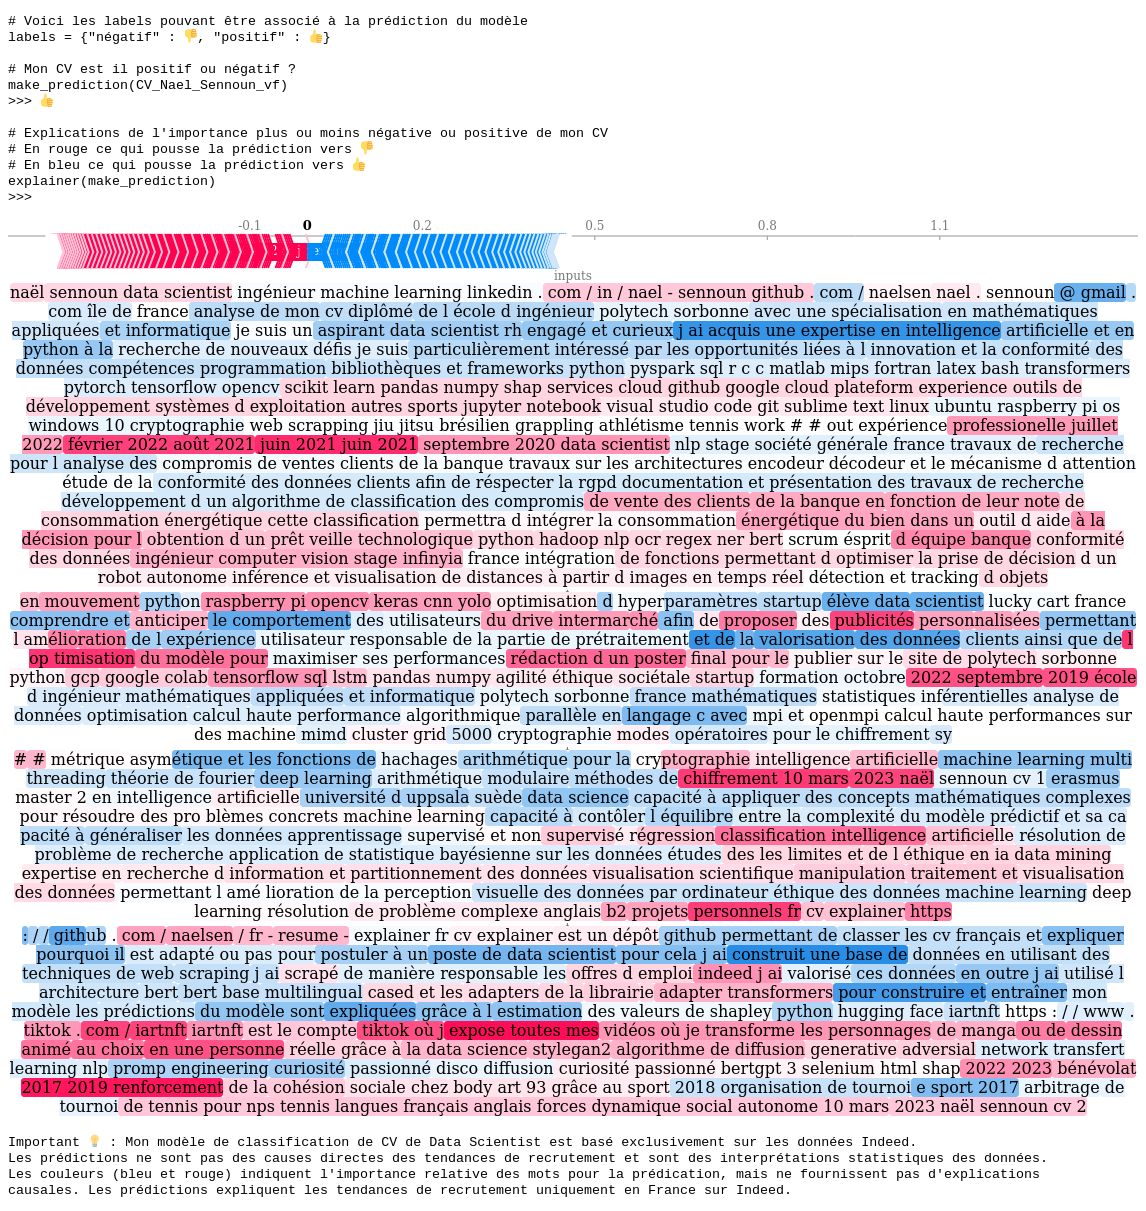 # Voici les labels pouvant être associé à la prédiction du modèle
labels = {"négatif" : 👎, "positif" : 👍}
# Mon CV est il positif ou négatif ?
make_prediction(CV_Nael_Sennoun_vf)
>>> 👍
# Explications de l'importance plus ou moins négative ou positive de mon CV
# En rouge ce qui pousse la prédiction vers 👎
# En bleu ce qui pousse la prédiction vers 👍
explainer(make_prediction)
>>>
-0.1 0 0.2 0.5 0.8 1.1
inputs
naël sennoun data scientist ingénieur machine learning linkedin . com / in / nael - sennoun github . com / naelsen nael . sennoun @ gmail .
com île de france analyse de mon cv diplômé de l école d ingénieur polytech sorbonne avec une spécialisation en mathématiques
appliquées et informatique je suis un aspirant data scientist rh engagé et curieux j ai acquis une expertise en intelligence artificielle et en
python à la recherche de nouveaux défis je suis particulièrement intéressé par les opportunités liées à l innovation et la conformité des
données compétences programmation bibliothèques et frameworks python pyspark sql r c c matlab mips fortran latex bash transformers
pytorch tensorflow opencv scikit learn pandas numpy shap services cloud github google cloud plateform experience outils de
développement systèmes d exploitation autres sports jupyter notebook visual studio code git sublime text linux ubuntu raspberry pi os
windows 10 cryptographie web scrapping jiu jitsu brésilien grappling athlétisme tennis work # # out expérience professionelle juillet
2022 février 2022 août 2021 juin 2021 juin 2021 septembre 2020 data scientist nlp stage société générale france travaux de recherche
pour l analyse des compromis de ventes clients de la banque travaux sur les architectures encodeur décodeur et le mécanisme d attention
étude de la conformité des données clients afin de réspecter la rgpd documentation et présentation des travaux de recherche
développement d un algorithme de classification des compromis de vente des clients de la banque en fonction de leur note de
consommation énergétique cette classification permettra d intégrer la consommation énergétique du bien dans un outil d aide à la
décision pour l obtention d un prêt veille technologique python hadoop nlp ocr regex ner bert scrum ésprit d équipe banque conformité
des données ingénieur computer vision stage infinyia france intégration de fonctions permettant d optimiser la prise de décision d un
robot autonome inférence et visualisation de distances à partir d images en temps réel détection et tracking d objets
en mouvement python raspberry pi opencv keras cnn yolo optimisation d hyperparamètres startup élève data scientist lucky cart france
comprendre et anticiper le comportement des utilisateurs du drive intermarché afin de proposer des publicités personnalisées permettant
l amélioration de l expérience utilisateur responsable de la partie de prétraitement et de la valorisation des données clients ainsi que de l
op timisation du modèle pour maximiser ses performances rédaction d un poster final pour le publier sur le site de polytech sorbonne
python gcp google colab tensorflow sql lstm pandas numpy agilité éthique sociétale startup formation octobre 2022 septembre 2019 école
d ingénieur mathématiques appliquées et informatique polytech sorbonne france mathématiques statistiques inférentielles analyse de
données optimisation calcul haute performance algorithmique parallèle en langage c avec mpi et openmpi calcul haute performances sur
des machine mimd cluster grid 5000 cryptographie modes opératoires pour le chiffrement sy
# # métrique asymétique et les fonctions de hachages arithmétique pour la cryptographie intelligence artificielle machine learning multi
threading théorie de fourier deep learning arithmétique modulaire méthodes de chiffrement 10 mars 2023 naël sennoun cv 1 erasmus
master 2 en intelligence artificielle université d uppsala suède data science capacité à appliquer des concepts mathématiques complexes
pour résoudre des pro blèmes concrets machine learning capacité à contôler l équilibre entre la complexité du modèle prédictif et sa ca
pacité à généraliser les données apprentissage supervisé et non supervisé régression classification intelligence artificielle résolution de
problème de recherche application de statistique bayésienne sur les données études des les limites et de l éthique en ia data mining
expertise en recherche d information et partitionnement des données visualisation scientifique manipulation traitement et visualisation
des données permettant l amé lioration de la perception visuelle des données par ordinateur éthique des données machine learning deep
learning résolution de problème complexe anglais b2 projets personnels fr cv explainer https
: / / github . com / naelsen / fr - resume - explainer fr cv explainer est un dépôt github permettant de classer les cv français et expliquer
pourquoi il est adapté ou pas pour postuler à un poste de data scientist pour cela j ai construit une base de données en utilisant des
techniques de web scraping j ai scrapé de manière responsable les offres d emploi indeed j ai valorisé ces données en outre j ai utilisé l
architecture bert bert base multilingual cased et les adapters de la librairie adapter transformers pour construire et entraîner mon
modèle les prédictions du modèle sont expliquées grâce à l estimation des valeurs de shapley python hugging face iartnft https : / / www .
tiktok . com / iartnft iartnft est le compte tiktok où j expose toutes mes vidéos où je transforme les personnages de manga ou de dessin
animé au choix en une personne réelle grâce à la data science stylegan2 algorithme de diffusion generative adversial network transfert
learning nlp promp engineering curiosité passionné disco diffusion curiosité passionné bertgpt 3 selenium html shap 2022 2023 bénévolat
2017 2019 renforcement de la cohésion sociale chez body art 93 grâce au sport 2018 organisation de tournoi e sport 2017 arbitrage de
tournoi de tennis pour nps tennis langues français anglais forces dynamique social autonome 10 mars 2023 naël sennoun cv 2
Important 💡 : Mon modèle de classification de CV de Data Scientist est basé exclusivement sur les données Indeed.
Les prédictions ne sont pas des causes directes des tendances de recrutement et sont des interprétations statistiques des données.
Les couleurs (bleu et rouge) indiquent l'importance relative des mots pour la prédication, mais ne fournissent pas d'explications
causales. Les prédictions expliquent les tendances de recrutement uniquement en France sur Indeed.